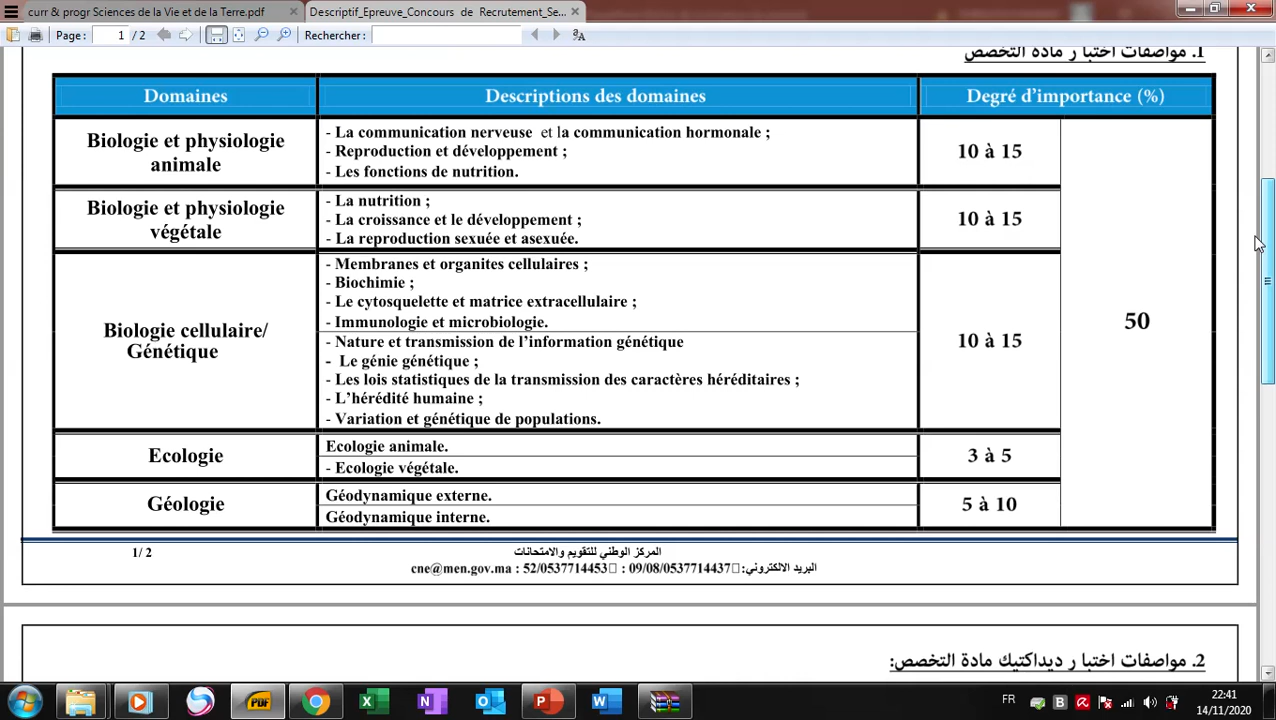 curr & progr Sciences de la Vie et de la Terre.pdf
Descriptif_Epreuve_Concours de Recrutement_Se...
Page : 1 / 2
Rechercher :
1. مواصفات اختبا ر مادة التخصص
Domaines
Descriptions des domaines
Degré d'importance (%)
Biologie et physiologie
animale
- La communication nerveuse et la communication hormonale ;
- Reproduction et développement ;
- Les fonctions de nutrition.
10 à 15
Biologie et physiologie
végétale
- La nutrition ;
- La croissance et le développement ;
- La reproduction sexuée et asexuée.
10 à 15
Biologie cellulaire/
Génétique
- Membranes et organites cellulaires ;
- Biochimie ;
- Le cytosquelette et matrice extracellulaire ;
- Immunologie et microbiologie.
- Nature et transmission de l'information génétique
- Le génie génétique ;
- Les lois statistiques de la transmission des caractères héréditaires ;
- L'hérédité humaine ;
- Variation et génétique de populations.
10 à 15
50
Ecologie
Ecologie animale.
- Ecologie végétale.
3 à 5
Géologie
Géodynamique externe.
Géodynamique interne.
5 à 10
1/ 2
المركز الوطني للتقويم والامتحانات
cne@men.gov.ma : 52/0537714453 : 09/08/0537714437 البريد الالكتروني:
2. مواصفات اختبا ر ديداكتيك مادة التخصص:
FR
22:41
14/11/2020